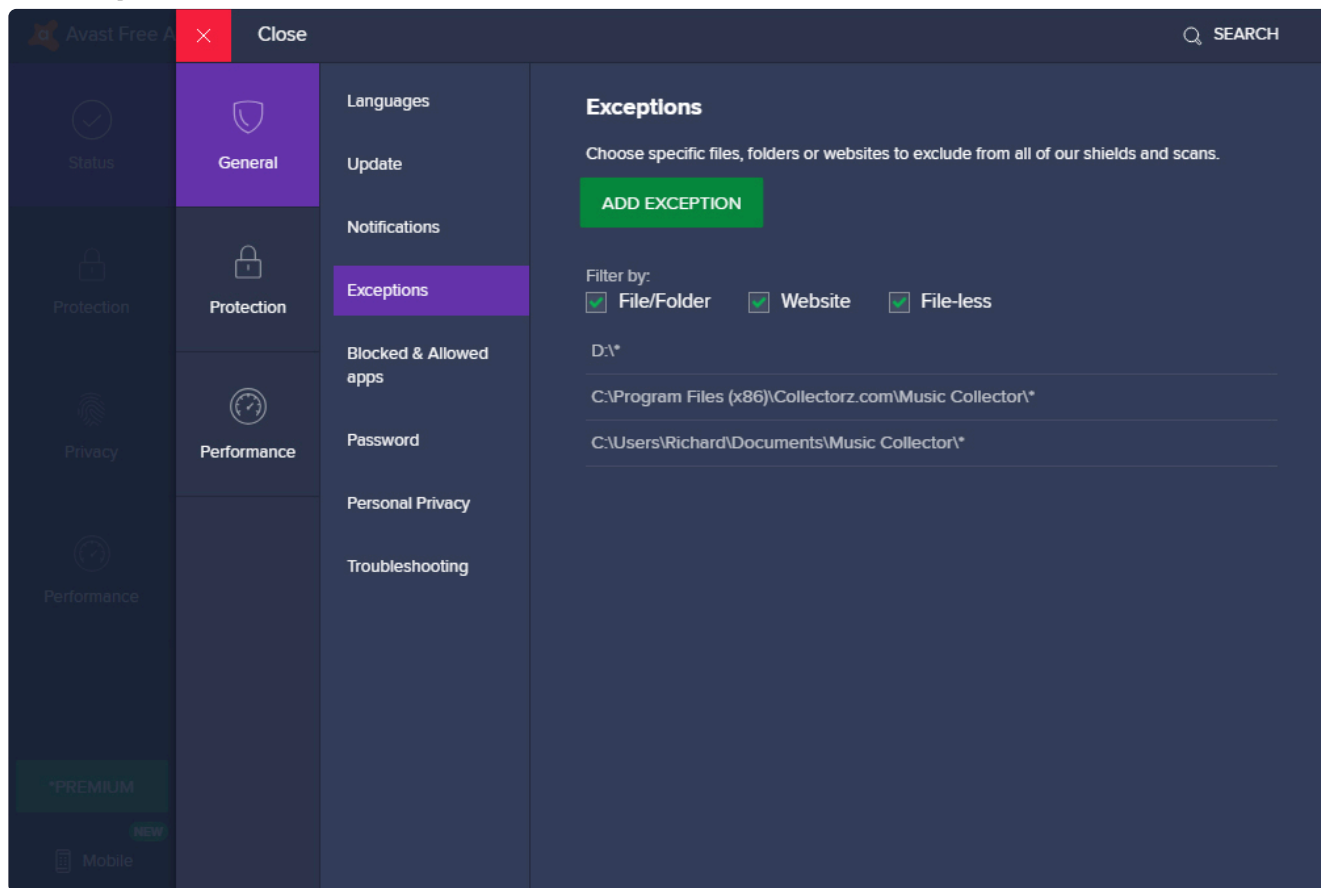 Avast Free A
Close
SEARCH
Status
Protection
Privacy
Performance
*PREMIUM
NEW
Mobile
General
Protection
Performance
Languages
Update
Notifications
Exceptions
Blocked & Allowed
apps
Password
Personal Privacy
Troubleshooting
Exceptions
Choose specific files, folders or websites to exclude from all of our shields and scans.
ADD EXCEPTION
Filter by:
File/Folder Website File-less
D:\*
C:\Program Files (x86)\Collectorz.com\Music Collector\*
C:\Users\Richard\Documents\Music Collector\*